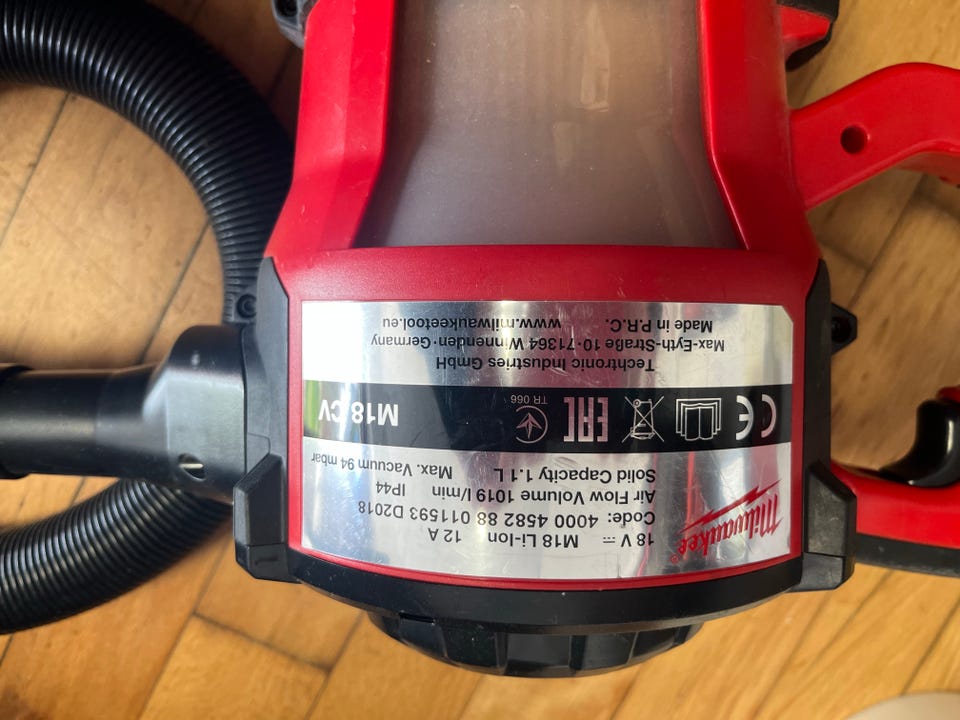 Milwaukee®
18 V ⎓ M18 Li-Ion 12 A
Code: 4000 4582 88 011593 D2018
Air Flow Volume 1019 l/min IP44
Solid Capacity 1.1 L Max. Vacuum 94 mbar
CE EAC TR 066 M18 CV
Techtronic Industries GmbH
Max-Eyth-Straße 10·71364 Winnenden·Germany
Made in P.R.C. www.milwaukeetool.eu